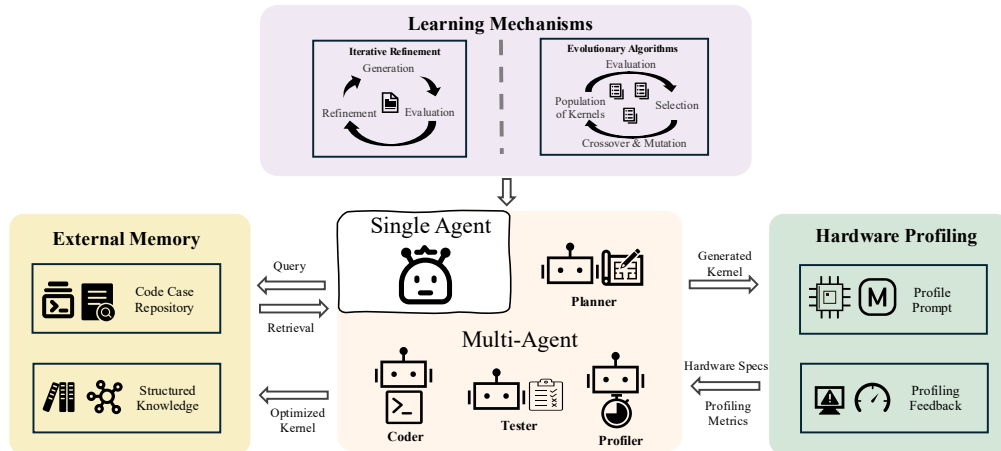 Learning Mechanisms
Iterative Refinement
Generation
Refinement
Evaluation
Evolutionary Algorithms
Evaluation
Population
of Kernels
Selection
Crossover & Mutation
External Memory
Code Case
Repository
Structured
Knowledge
Query
Retrieval
Optimized
Kernel
Single Agent
Planner
Multi-Agent
Coder
Tester
Profiler
Generated
Kernel
Hardware Specs
Profiling
Metrics
Hardware Profiling
M
Profile
Prompt
Profiling
Feedback